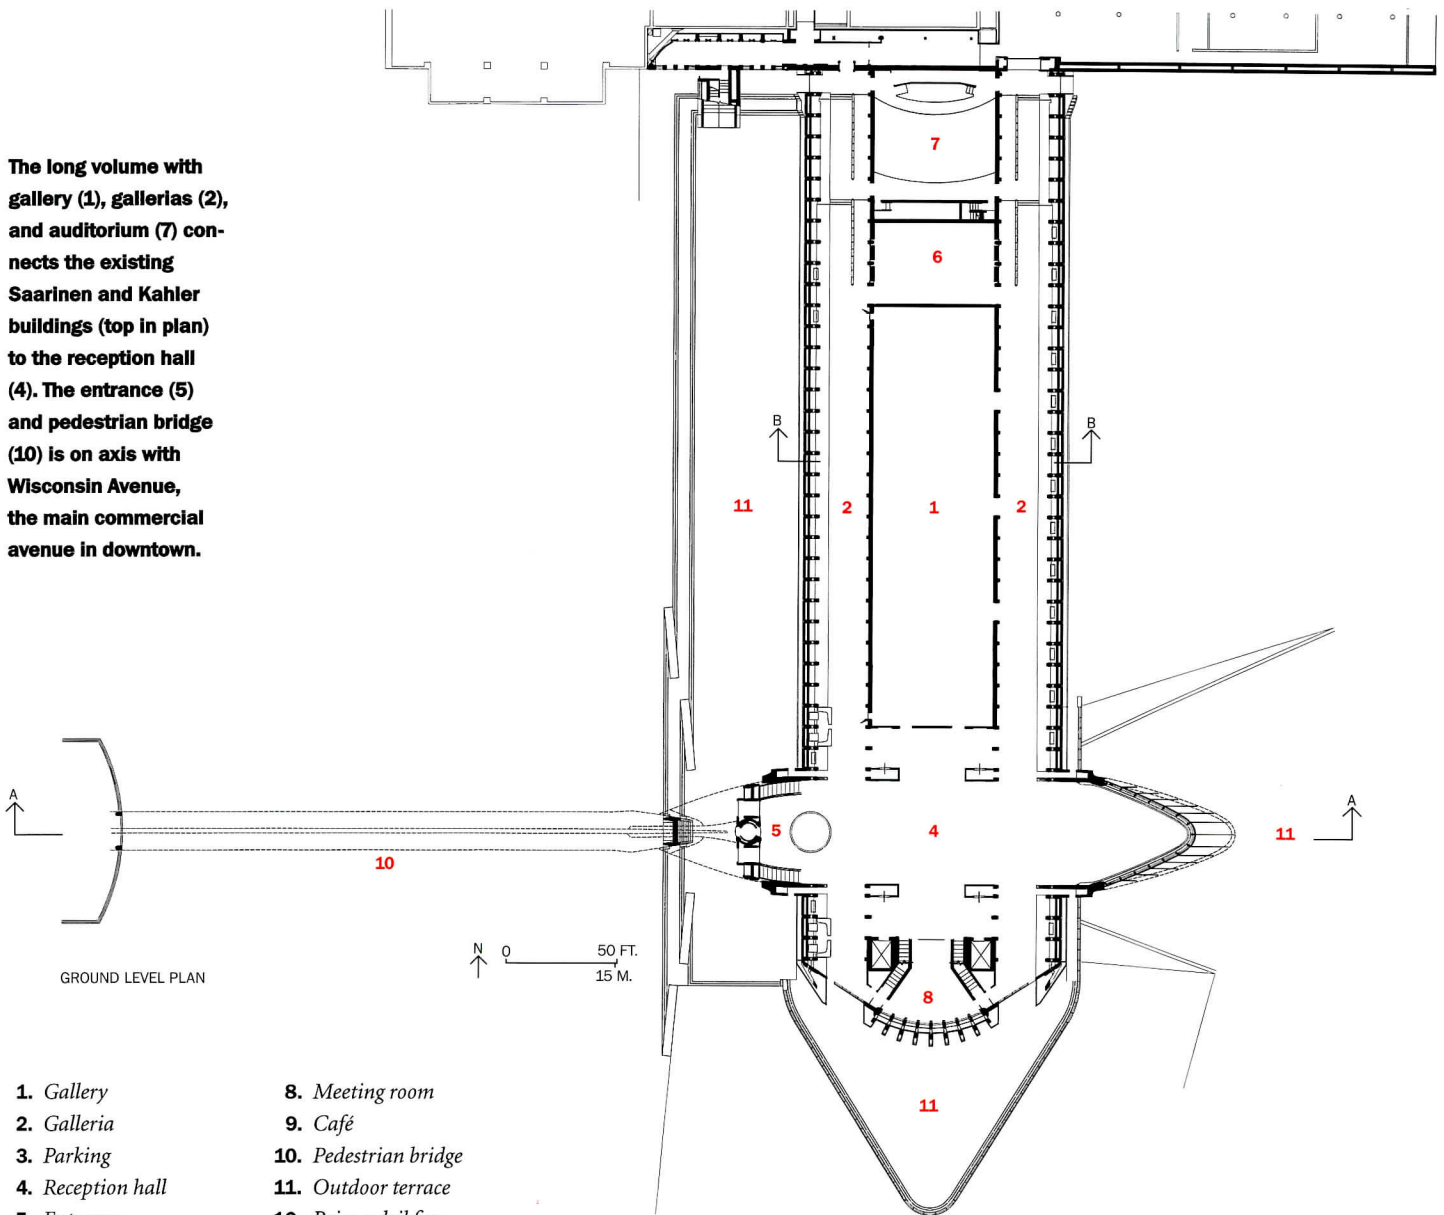 The long volume with
gallery (1), gallerias (2),
and auditorium (7) con-
nects the existing
Saarinen and Kahler
buildings (top in plan)
to the reception hall
(4). The entrance (5)
and pedestrian bridge
(10) is on axis with
Wisconsin Avenue,
the main commercial
avenue in downtown.
7
6
B
B
11
2
1
2
A
A
5
4
11
10
N
0
50 FT.
15 M.
GROUND LEVEL PLAN
8
11
1. Gallery
2. Galleria
3. Parking
4. Reception hall
8. Meeting room
9. Café
10. Pedestrian bridge
11. Outdoor terrace